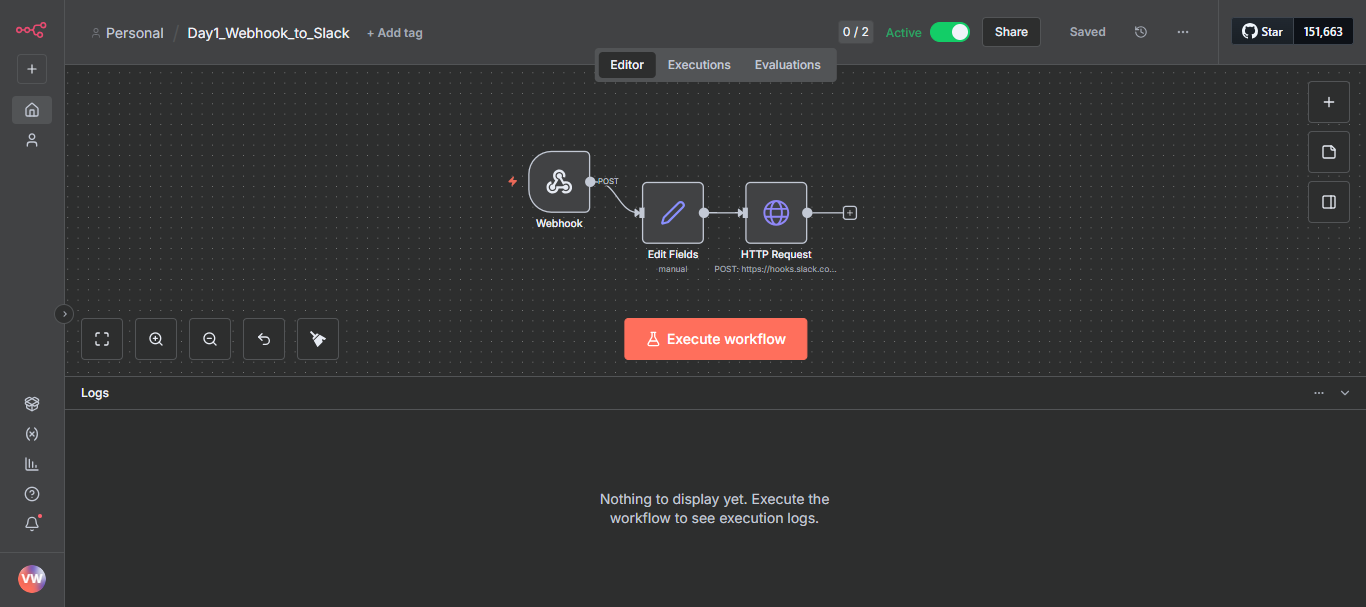 Personal / Day1_Webhook_to_Slack + Add tag
0 / 2 Active Share Saved ... Star 151,663
Editor Executions Evaluations
POST
Webhook
Edit Fields
manual
HTTP Request
POST: https://hooks.slack.co...
Execute workflow
Logs
Nothing to display yet. Execute the
workflow to see execution logs.
VW